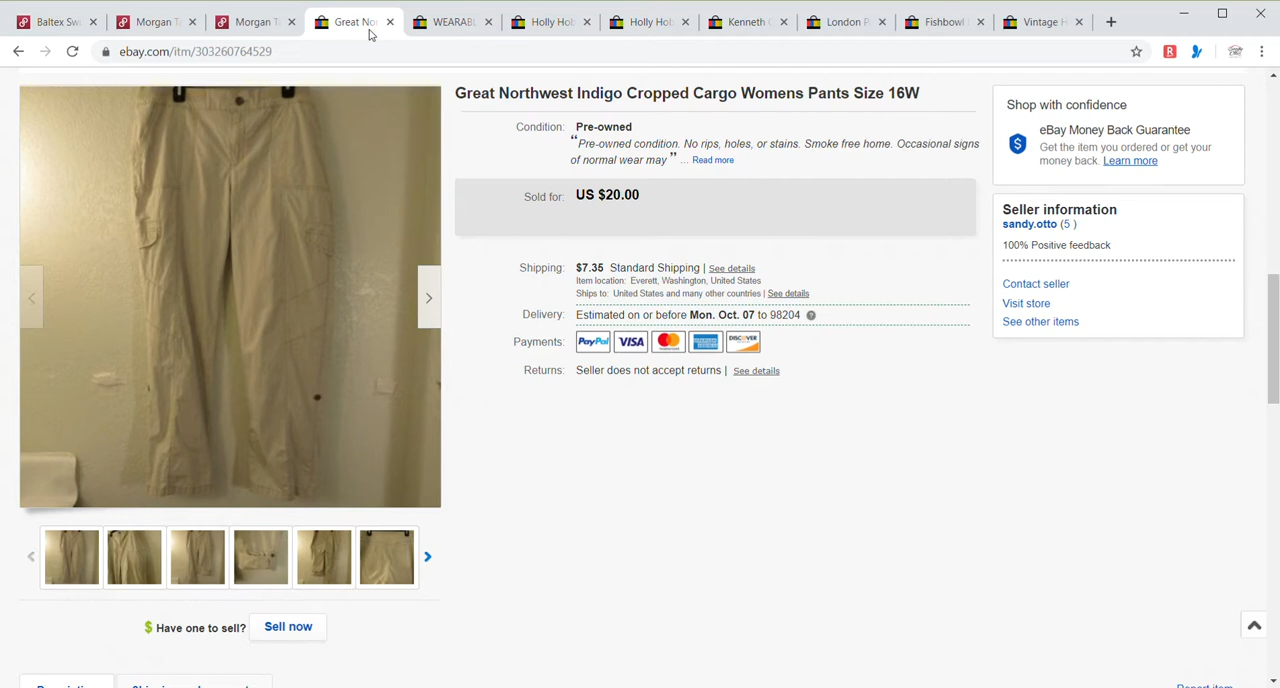 Baltex Sw
Morgan T
Morgan T
Great No
WEARABL
Holly Hob
Holly Hob
Kenneth
London P
Fishbowl
Vintage H
ebay.com/itm/303260764529
Great Northwest Indigo Cropped Cargo Womens Pants Size 16W
Condition: Pre-owned
“Pre-owned condition. No rips, holes, or stains. Smoke free home. Occasional signs
of normal wear may ” ... Read more
Sold for: US $20.00
Shipping: $7.35 Standard Shipping | See details
Item location: Everett, Washington, United States
Ships to: United States and many other countries | See details
Delivery: Estimated on or before Mon. Oct. 07 to 98204 ?
Payments: PayPal VISA MasterCard AMERICAN EXPRESS DISCOVER
Returns: Seller does not accept returns | See details
Shop with confidence
eBay Money Back Guarantee
Get the item you ordered or get your
money back. Learn more
Seller information
sandy.otto (5 )
100% Positive feedback
Contact seller
Visit store
See other items
$ Have one to sell? Sell now